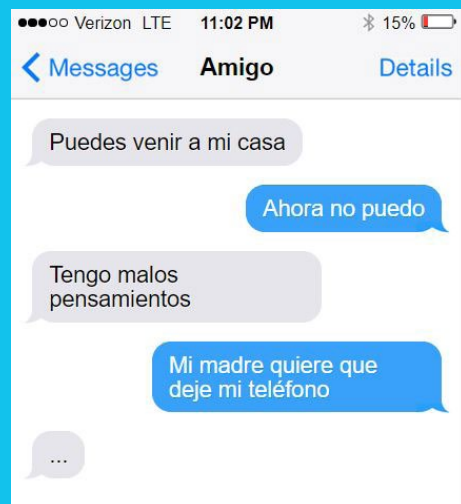 Verizon LTE 11:02 PM 15%
Messages Amigo Details
Puedes venir a mi casa
Ahora no puedo
Tengo malos
pensamientos
Mi madre quiere que
deje mi teléfono
...